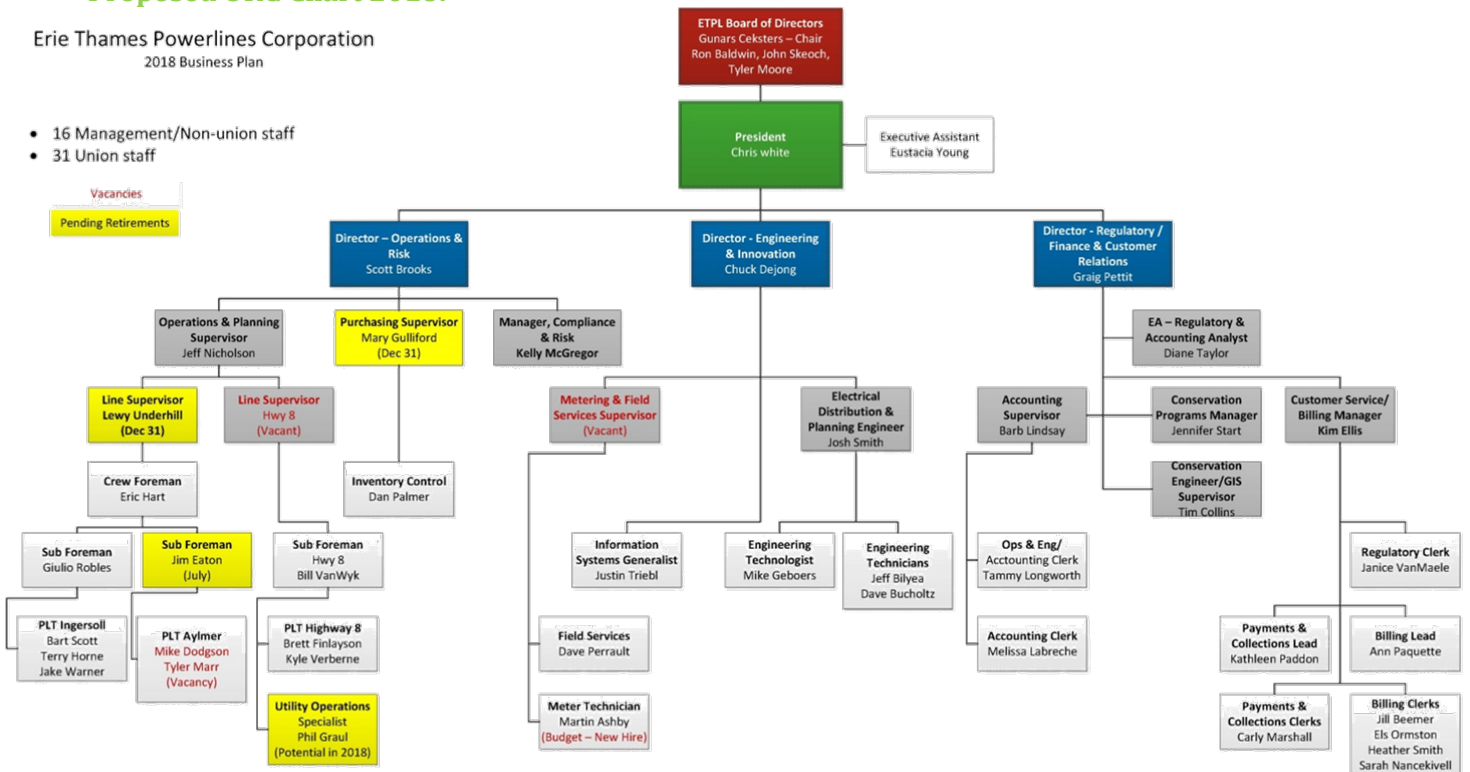 Proposed Org Chart 2018:
Erie Thames Powerlines Corporation
2018 Business Plan
• 16 Management/Non-union staff
• 31 Union staff
Vacancies
Pending Retirements
ETPL Board of Directors
Gunars Ceksters – Chair
Ron Baldwin, John Skeoch,
Tyler Moore
President
Chris white
Executive Assistant
Eustacia Young
Director – Operations &
Risk
Scott Brooks
Director - Engineering
& Innovation
Chuck Dejong
Director - Regulatory /
Finance & Customer
Relations
Graig Pettit
Operations & Planning
Supervisor
Jeff Nicholson
Purchasing Supervisor
Mary Gulliford
(Dec 31)
Manager, Compliance
& Risk
Kelly McGregor
EA – Regulatory &
Accounting Analyst
Diane Taylor
Line Supervisor
Lewy Underhill
(Dec 31)
Line Supervisor
Hwy 8
(Vacant)
Metering & Field
Services Supervisor
(Vacant)
Electrical
Distribution &
Planning Engineer
Josh Smith
Accounting
Supervisor
Barb Lindsay
Conservation
Programs Manager
Jennifer Start
Customer Service/
Billing Manager
Kim Ellis
Crew Foreman
Eric Hart
Inventory Control
Dan Palmer
Conservation
Engineer/GIS
Supervisor
Tim Collins
Sub Foreman
Giulio Robles
Sub Foreman
Jim Eaton
(July)
Sub Foreman
Hwy 8
Bill VanWyk
Information
Systems Generalist
Justin Triebl
Engineering
Technologist
Mike Geboers
Engineering
Technicians
Jeff Bilyea
Dave Bucholtz
Ops & Eng/
Acctounting Clerk
Tammy Longworth
Regulatory Clerk
Janice VanMaele
PLT Ingersoll
Bart Scott
Terry Horne
Jake Warner
PLT Aylmer
Mike Dodgson
Tyler Marr
(Vacancy)
PLT Highway 8
Brett Finlayson
Kyle Verberne
Field Services
Dave Perrault
Accounting Clerk
Melissa Labreche
Payments &
Collections Lead
Kathleen Paddon
Billing Lead
Ann Paquette
Utility Operations
Specialist
Phil Graul
(Potential in 2018)
Meter Technician
Martin Ashby
(Budget – New Hire)
Payments &
Collections Clerks
Carly Marshall
Billing Clerks
Jill Beemer
Els Ormston
Heather Smith
Sarah Nancekivell